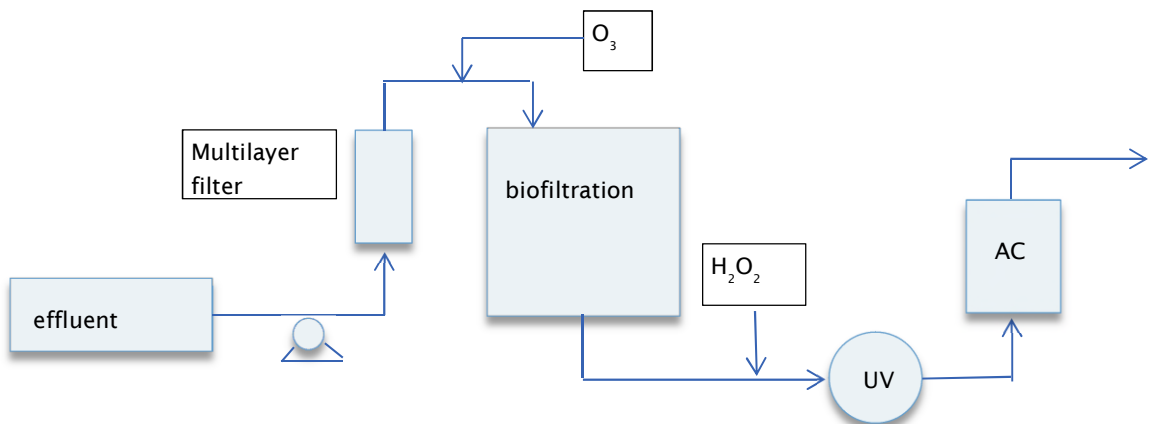 O₃
Multilayer
filter
biofiltration
H₂O₂
AC
effluent
UV